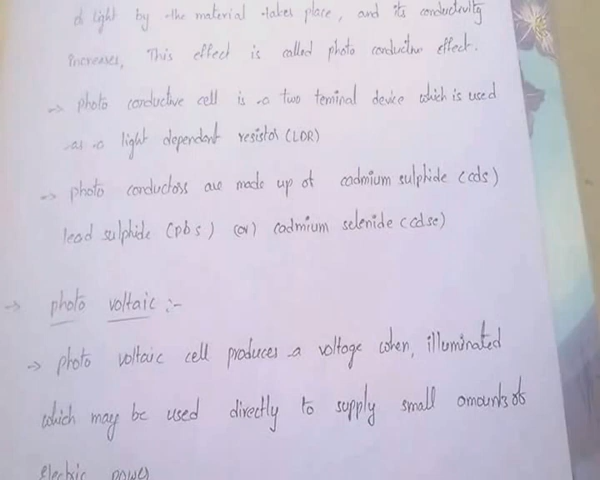 of light by the material takes place, and its conductivity
increases, This effect is called photo conductive effect.
→ photo conductive cell is a two teminal device which is used
as a light dependent resistor (LDR)
→ photo conductoss are made up of cadmium sulphide (cds)
lead sulphide (pbs) (or) cadmium selenide (cdse)
→ photo voltaic :-
→ photo voltaic cell produces a voltage when, illuminated
which may be used directly to supply small amounts of
electric power